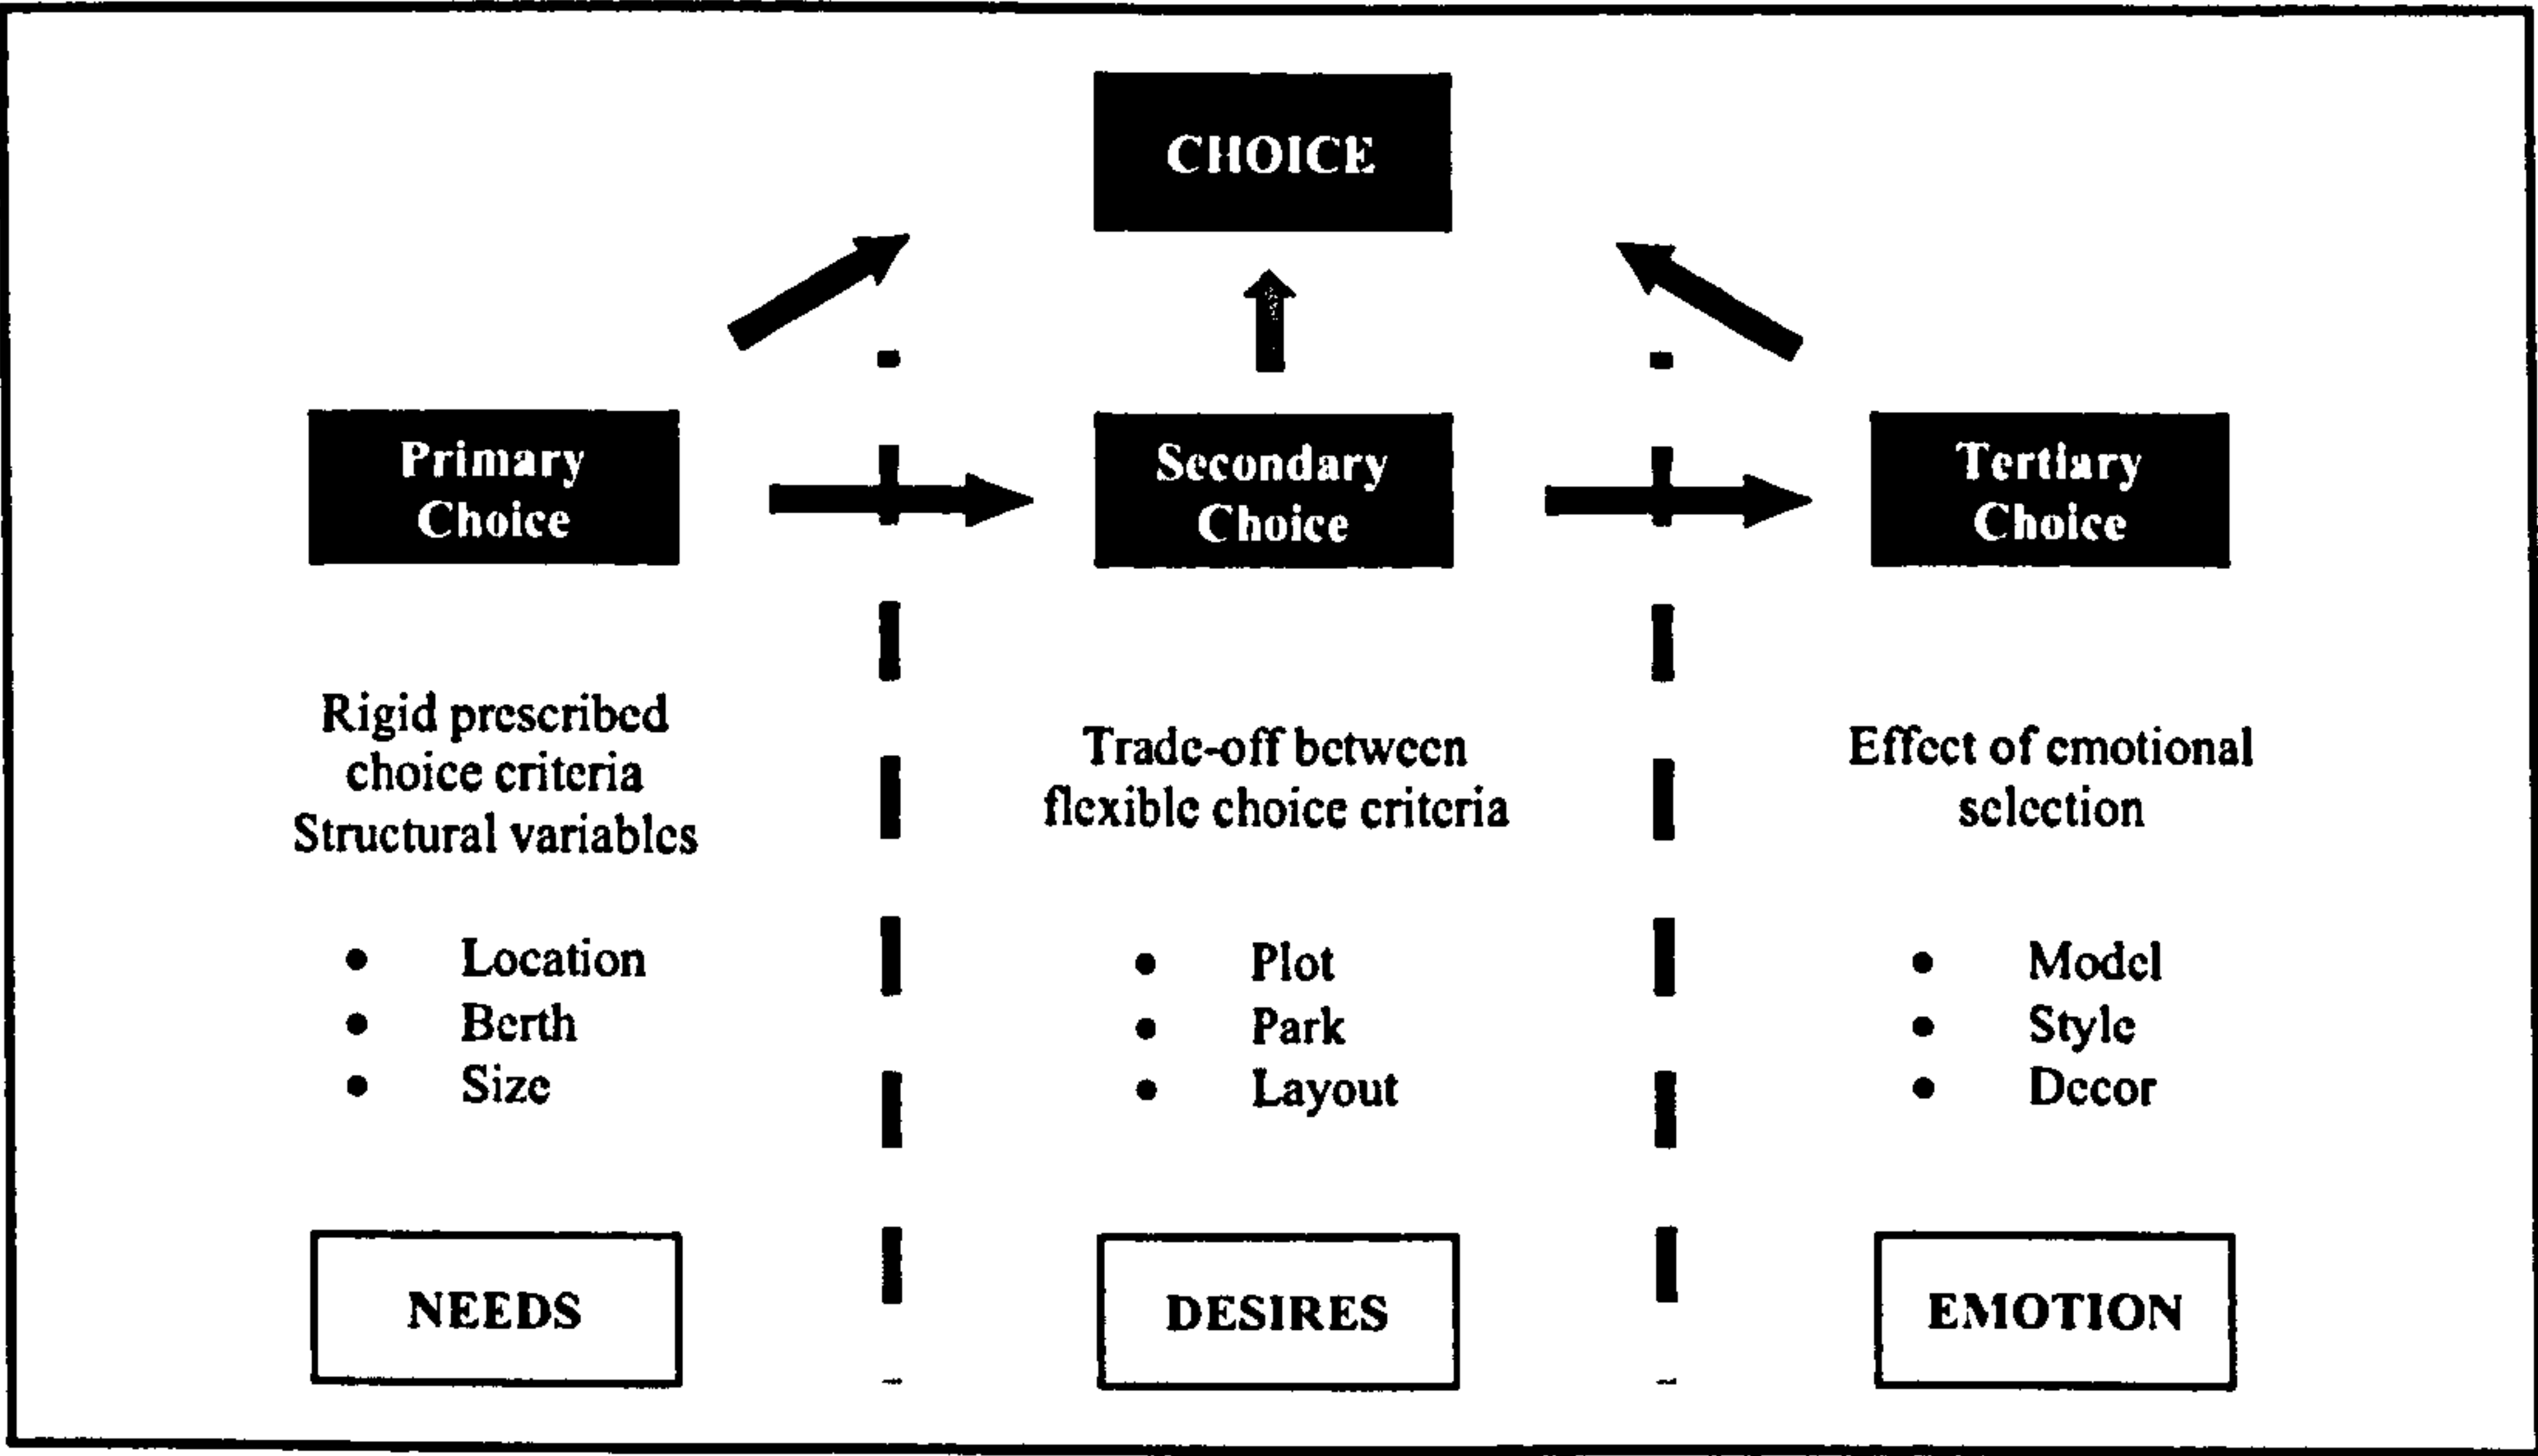 CHOICE
Primary
Choice
Secondary
Choice
Tertiary
Choice
Rigid prescribed
choice criteria
Structural variables
• Location
• Berth
• Size
Trade-off between
flexible choice criteria
• Plot
• Park
• Layout
Effect of emotional
selection
• Model
• Style
• Decor
NEEDS
DESIRES
EMOTION